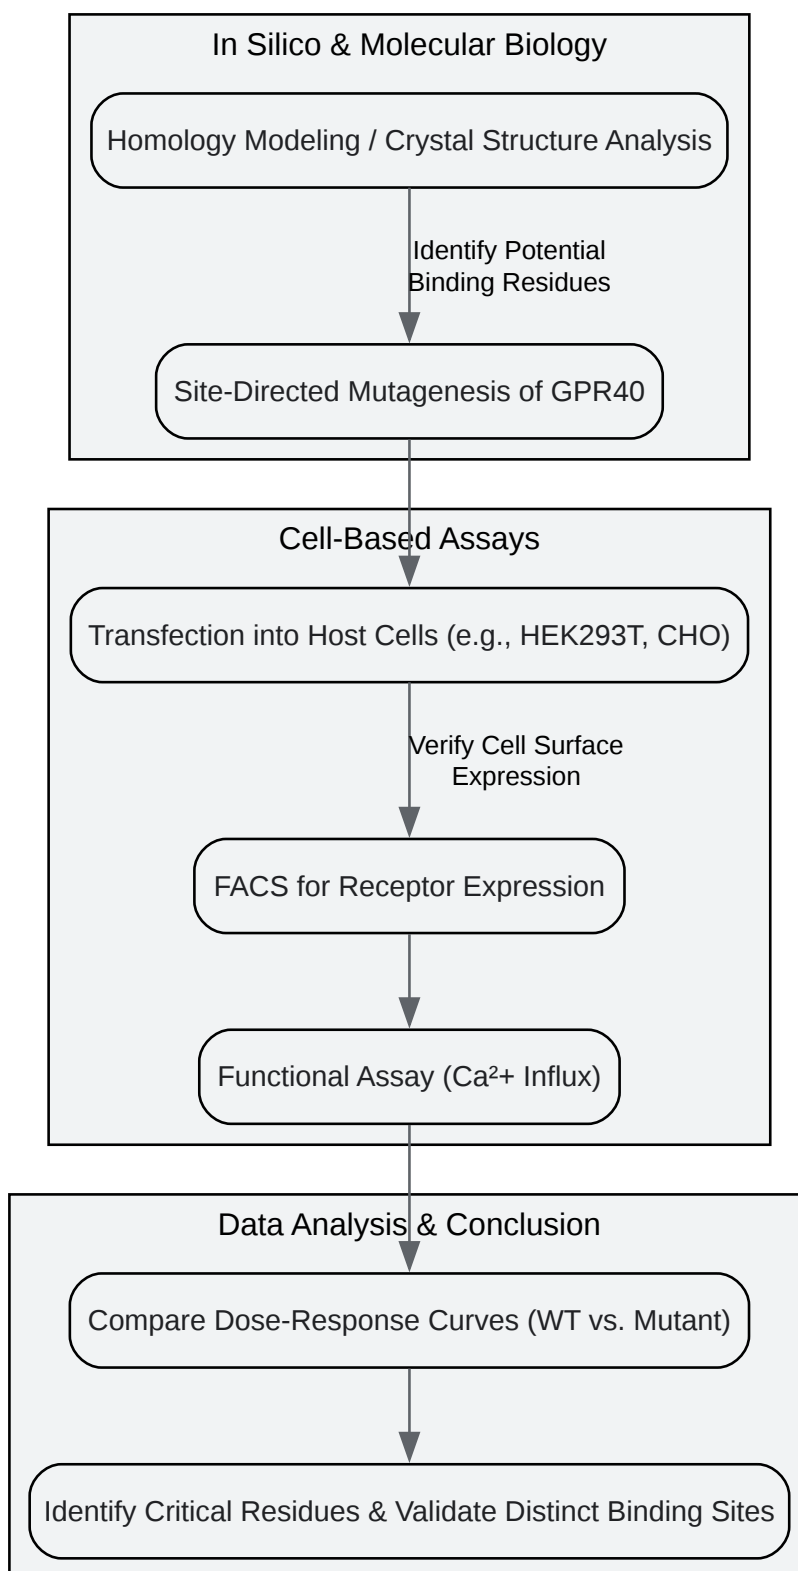 In Silico & Molecular Biology
Homology Modeling / Crystal Structure Analysis
Identify Potential
Binding Residues
Site-Directed Mutagenesis of GPR40
Cell-Based Assays
Transfection into Host Cells (e.g., HEK293T, CHO)
Verify Cell Surface
Expression
FACS for Receptor Expression
Functional Assay (Ca²+ Influx)
Data Analysis & Conclusion
Compare Dose-Response Curves (WT vs. Mutant)
Identify Critical Residues & Validate Distinct Binding Sites